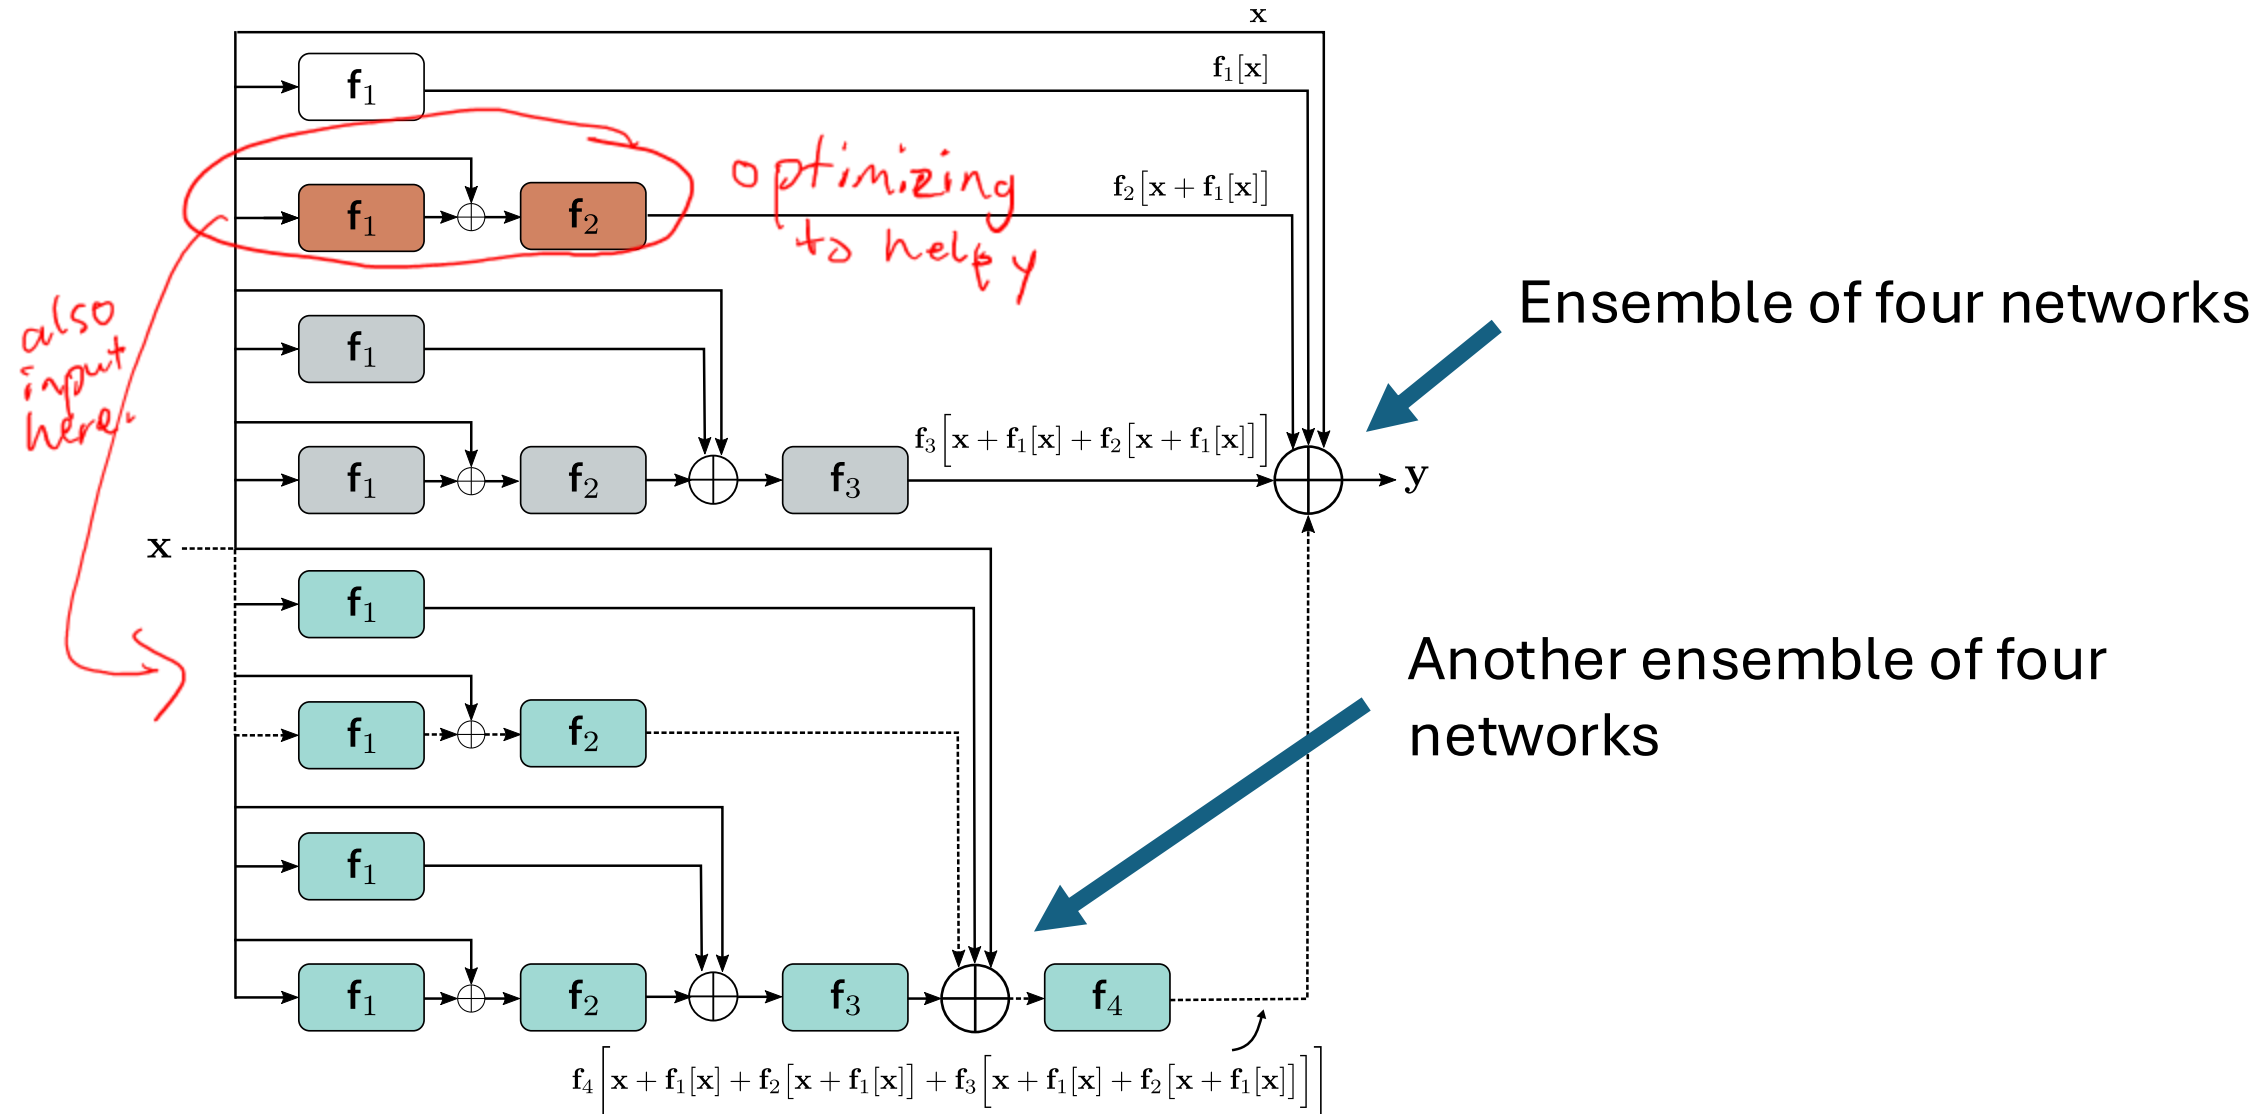 x
f₁[x]
f₁
optimizing
to help y
f₂[x + f₁[x]]
f₁
f₂
Ensemble of four networks
also
input
here.
f₁
f₃[x + f₁[x] + f₂[x + f₁[x]]]
f₁
f₂
f₃
y
x
f₁
Another ensemble of four
networks
f₁
f₂
f₁
f₁
f₂
f₃
f₄
f₄[x + f₁[x] + f₂[x + f₁[x]] + f₃[x + f₁[x] + f₂[x + f₁[x]]]]